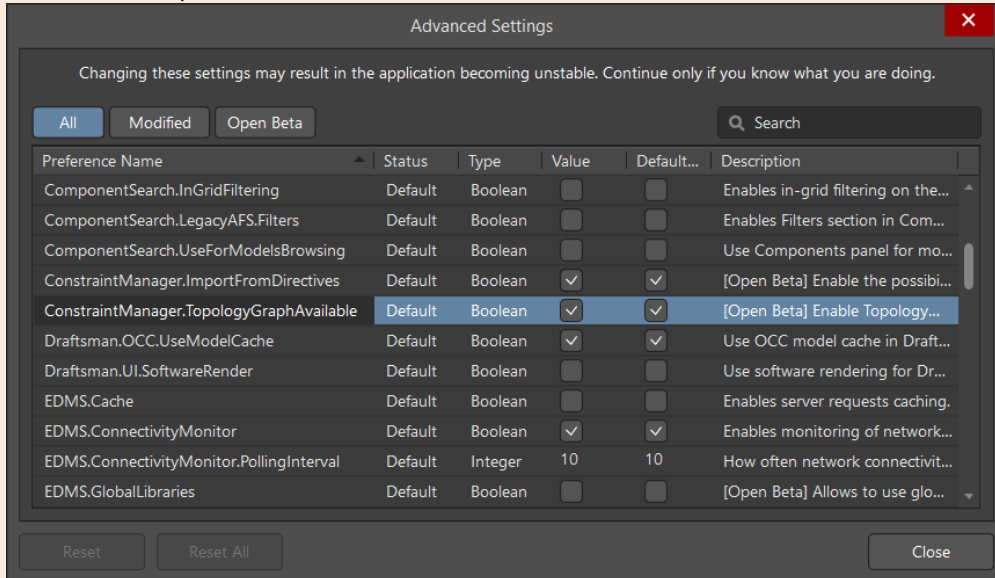 Advanced Settings
Changing these settings may result in the application becoming unstable. Continue only if you know what you are doing.
All Modified Open Beta Search
Preference Name Status Type Value Default... Description
ComponentSearch.InGridFiltering Default Boolean Enables in-grid filtering on the...
ComponentSearch.LegacyAFS.Filters Default Boolean Enables Filters section in Com...
ComponentSearch.UseForModelsBrowsing Default Boolean Use Components panel for mo...
ConstraintManager.ImportFromDirectives Default Boolean [Open Beta] Enable the possibi...
ConstraintManager.TopologyGraphAvailable Default Boolean [Open Beta] Enable Topology...
Draftsman.OCC.UseModelCache Default Boolean Use OCC model cache in Draft...
Draftsman.UI.SoftwareRender Default Boolean Use software rendering for Dr...
EDMS.Cache Default Boolean Enables server requests caching.
EDMS.ConnectivityMonitor Default Boolean Enables monitoring of network...
EDMS.ConnectivityMonitor.PollingInterval Default Integer 10 10 How often network connectivit...
EDMS.GlobalLibraries Default Boolean [Open Beta] Allows to use glo...
Reset Reset All Close